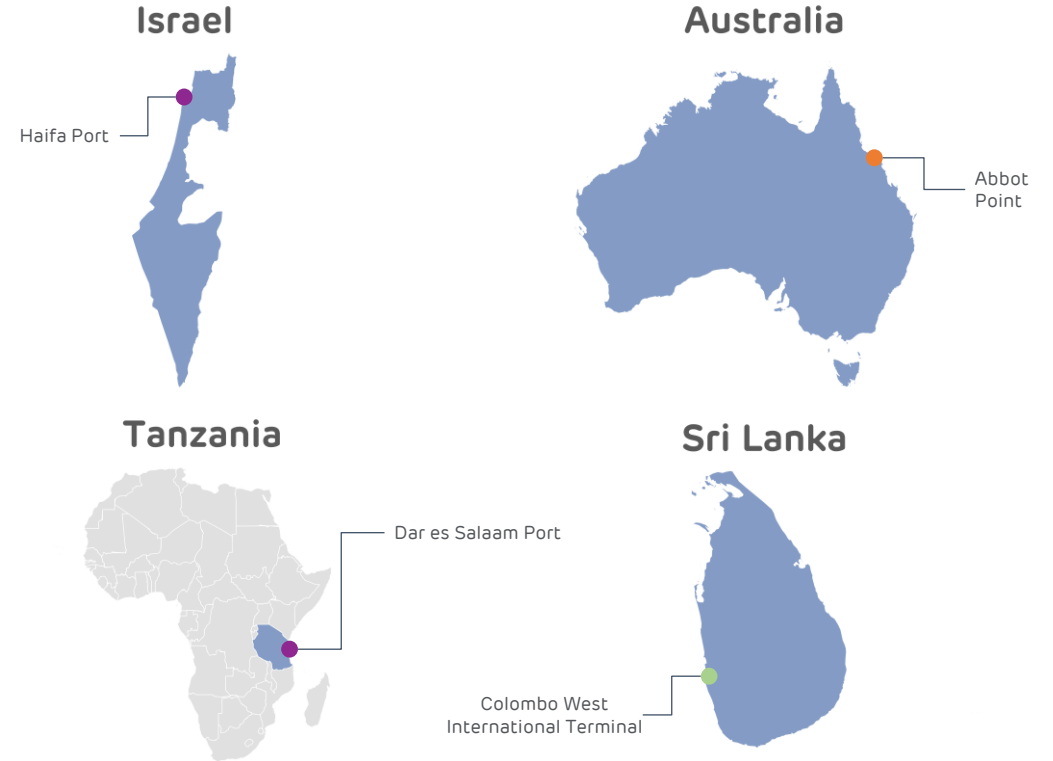 Israel
Australia
Haifa Port
Abbot
Point
Tanzania
Sri Lanka
Dar es Salaam Port
Colombo West
International Terminal